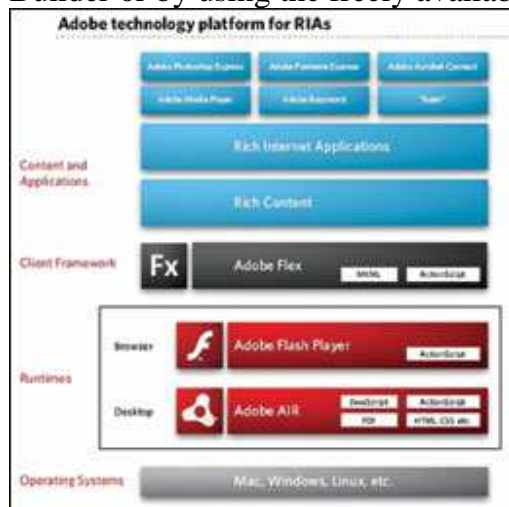 Builder or by using the freely availab
Adobe technology platform for RIAs
Adobe Photoshop Express Adobe Premiere Express Adobe Acrobat Connect
Adobe Media Player Adobe
Rich Internet Applications
Content and
Applications
Rich Content
Client Framework
Fx Adobe Flex
MXML ActionScript
Browser Adobe Flash Player
ActionScript
Runtimes
Desktop Adobe AIR
JavaScript ActionScript
PDF HTML, CSS etc.
Operating Systems Mac, Windows, Linux, etc.